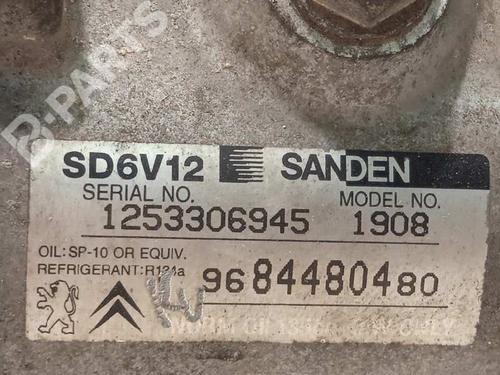 B-PARTS
SD6V12 SANDEN
SERIAL NO. MODEL NO.
1253306945 1908
OIL: SP-10 OR EQUIV.
REFRIGERANT: R134a
9684480480